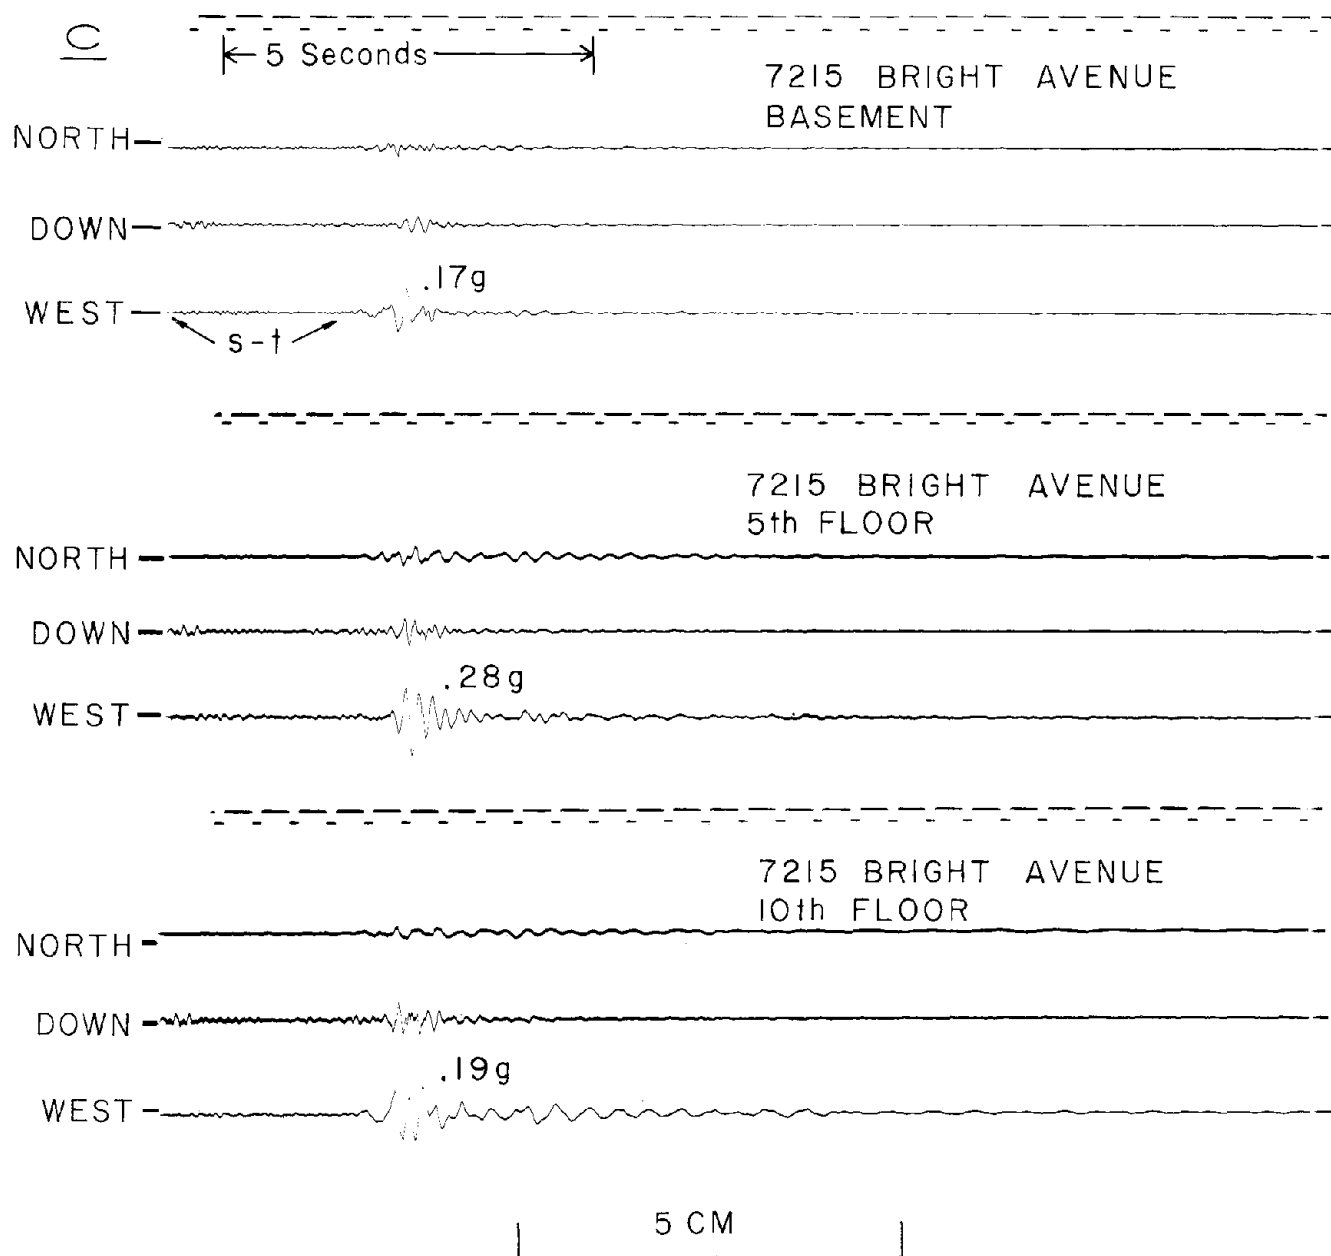 C
5 Seconds
7215 BRIGHT AVENUE
BASEMENT
NORTH
DOWN
.17g
WEST
s-t
7215 BRIGHT AVENUE
5th FLOOR
NORTH
DOWN
.28g
WEST
7215 BRIGHT AVENUE
10th FLOOR
NORTH
DOWN
.19g
WEST
5 CM